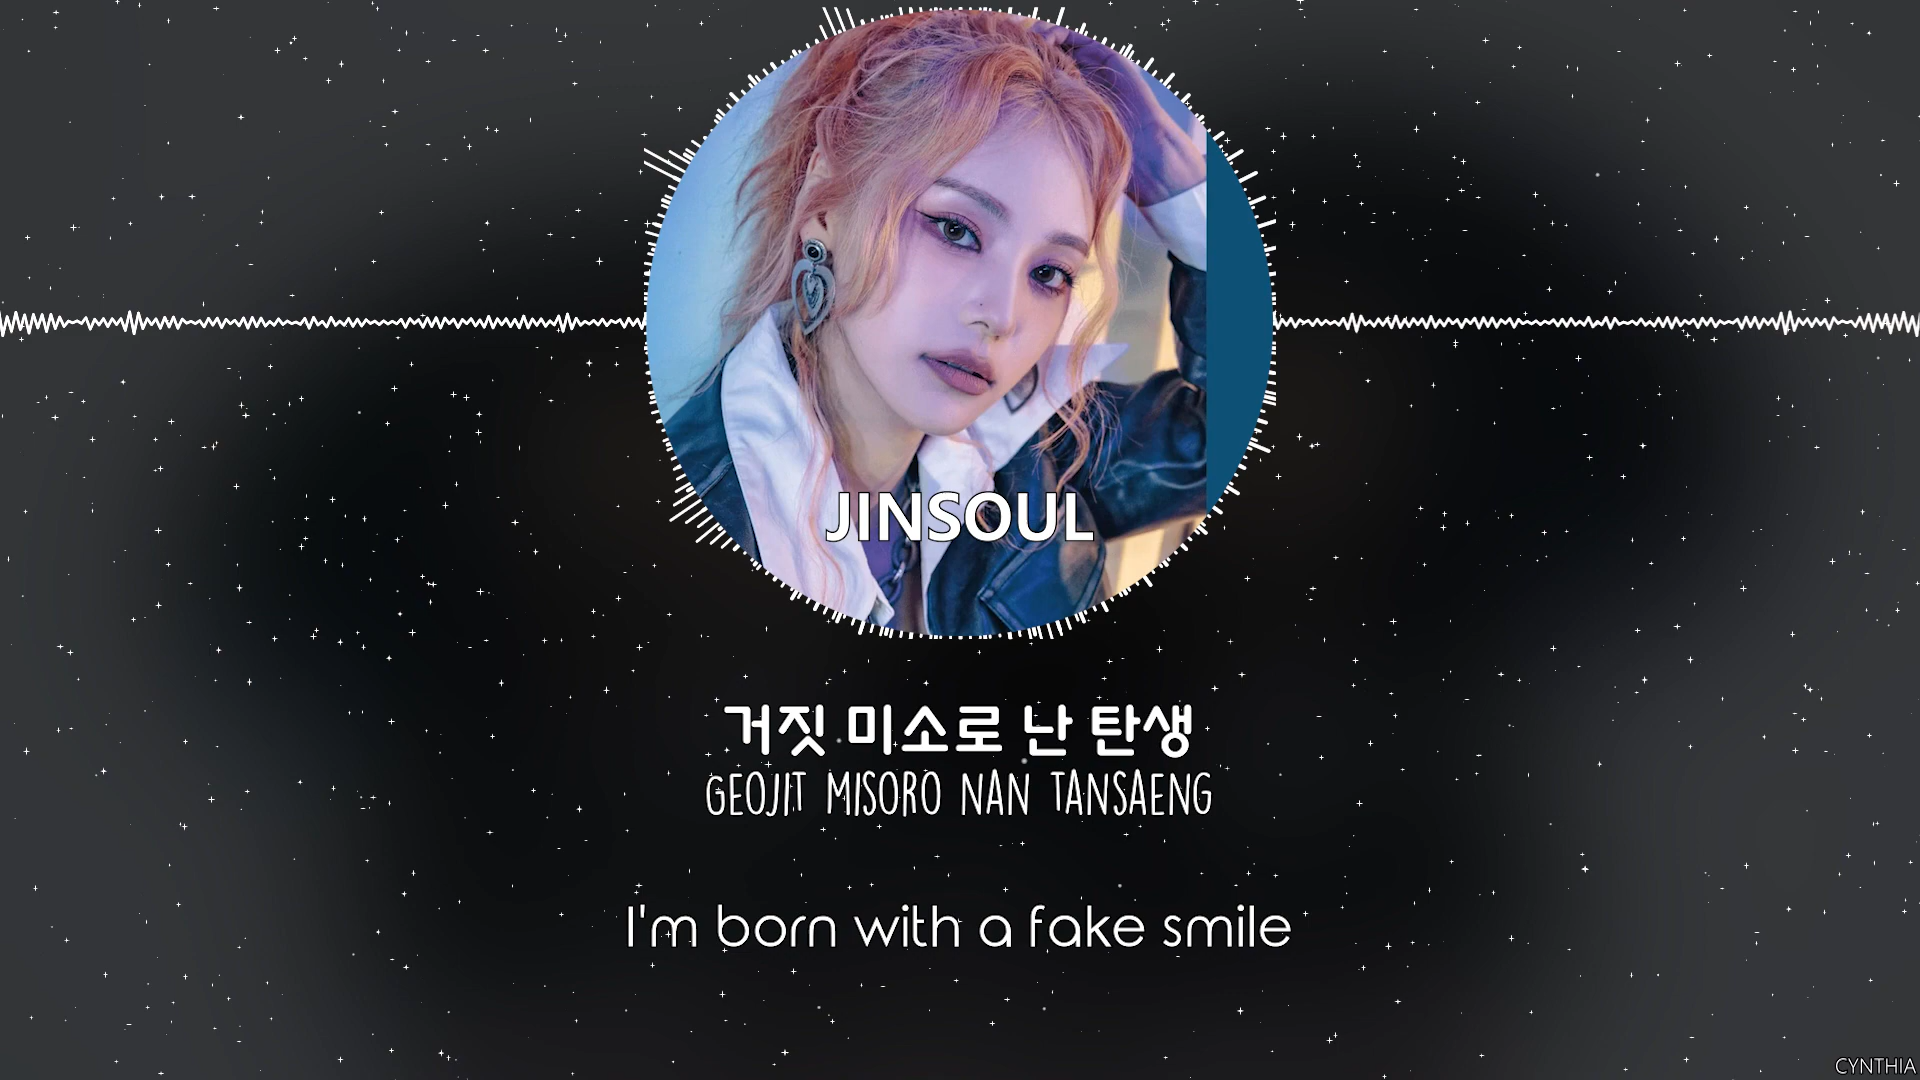 JINSOUL
거짓 미소로 난 탄생
GEOJIT MISORO NAN TANSAENG
I'm born with a fake smile
CYNTHIA